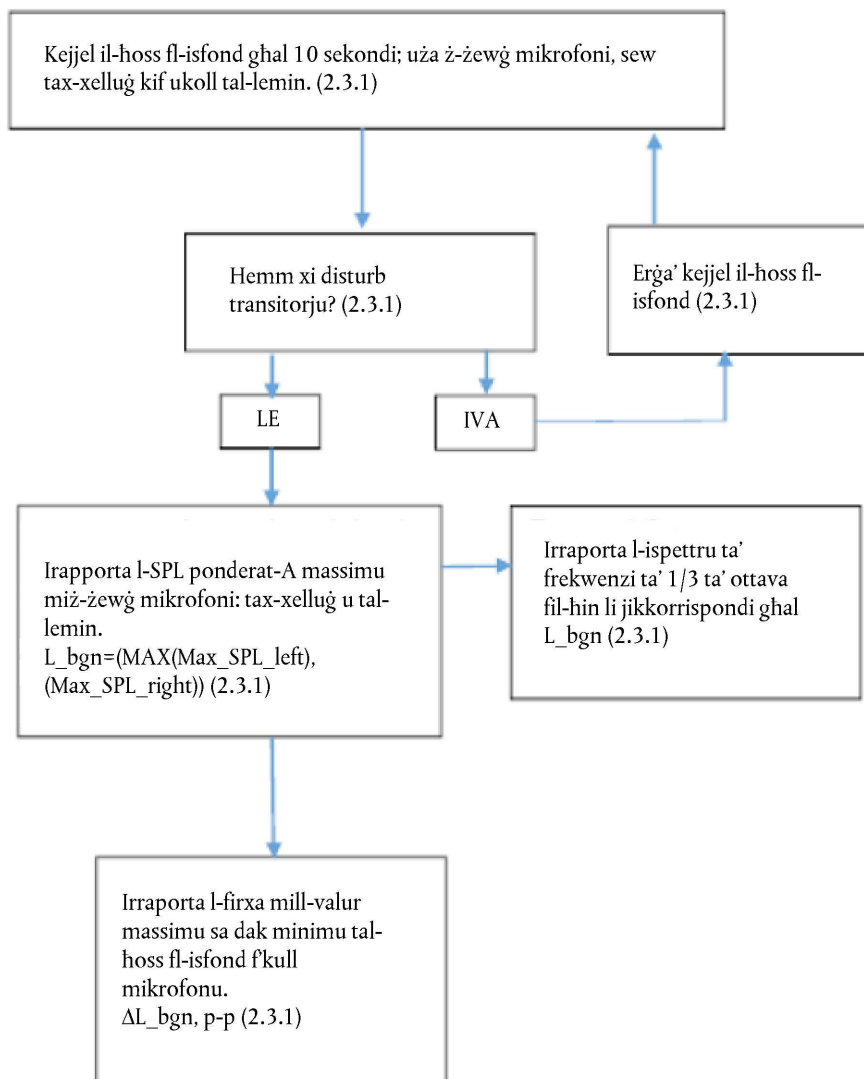 Kejjel il-ħoss fl-isfond għal 10 sekondi; uża ż-żewġ mikrofoni, sew
tax-xellug kif ukoll tal-lemin. (2.3.1)
Hemm xi disturb
transitorju? (2.3.1)
Erġa' kejjel il-ħoss fl-
isfond (2.3.1)
LE
IVA
Irapporta l-SPL ponderat-A massimu
miż-żewġ mikrofoni: tax-xellug u tal-
lemin.
L_bgn=(MAX(Max_SPL_left),
(Max_SPL_right)) (2.3.1)
Irraporta l-ispettru ta'
frekwenzi ta' 1/3 ta' ottava
fil-ħin li jikkorrispondi għal
L_bgn (2.3.1)
Irraporta l-firxa mill-valur
massimu sa dak minimu tal-
ħoss fl-isfond f'kull
mikrofonu.
ΔL_bgn, p-p (2.3.1)